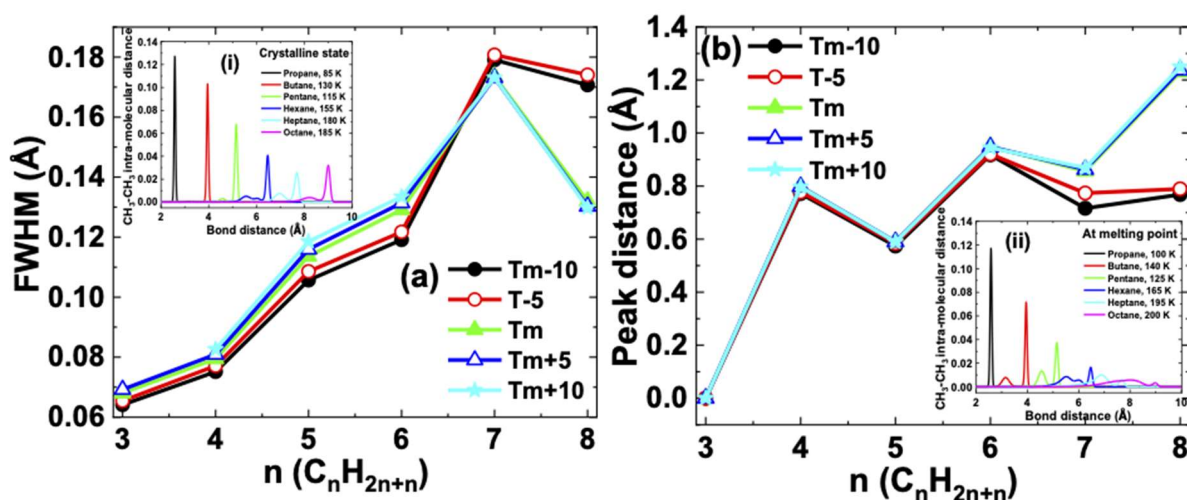 (a)
FWHM (Å)
0.18
0.16
0.14
0.12
0.10
0.08
0.06
3 4 5 6 7 8
n (CₙH₂ₙ₊ₙ)
Tm-10
T-5
Tm
Tm+5
Tm+10
(i)
CH₃-CH₃ intra-molecular distance
0.14
0.12
0.10
0.08
0.06
0.04
0.02
0.00
2 4 6 8 10
Bond distance (Å)
Crystalline state
Propane, 85 K
Butane, 130 K
Pentane, 115 K
Hexane, 155 K
Heptane, 180 K
Octane, 185 K
(b)
Peak distance (Å)
1.4
1.2
1.0
0.8
0.6
0.4
0.2
0.0
3 4 5 6 7 8
n (CₙH₂ₙ₊ₙ)
Tm-10
T-5
Tm
Tm+5
Tm+10
(ii)
CH₃-CH₃ intra-molecular distance
0.14
0.12
0.10
0.08
0.06
0.04
0.02
0.00
2 4 6 8 10
Bond distance (Å)
At melting point
Propane, 100 K
Butane, 140 K
Pentane, 125 K
Hexane, 165 K
Heptane, 195 K
Octane, 200 K